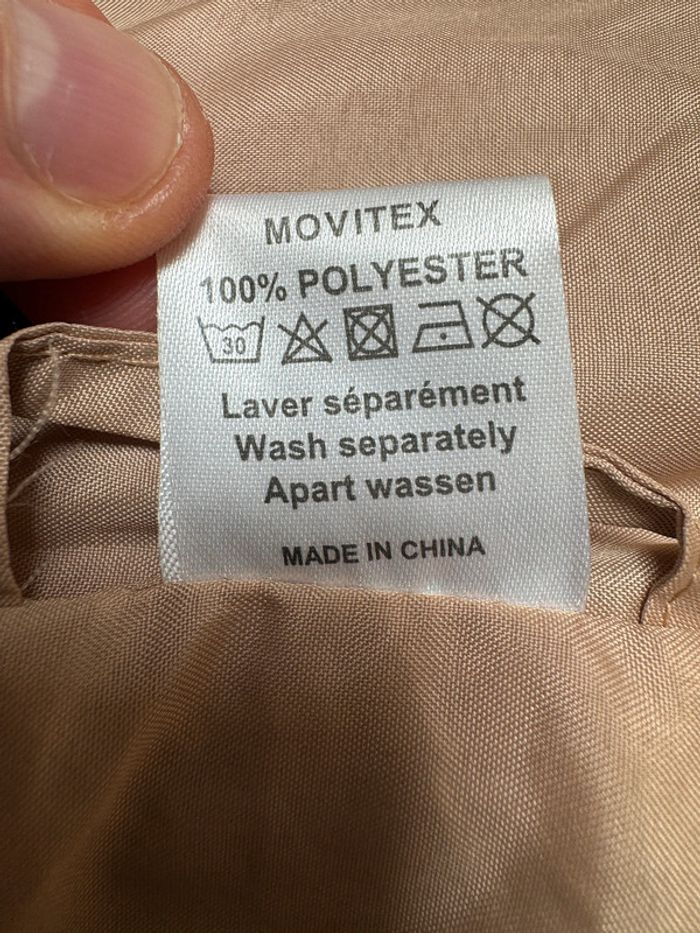 MOVITEX
100% POLYESTER
30
Laver séparément
Wash separately
Apart wassen
MADE IN CHINA